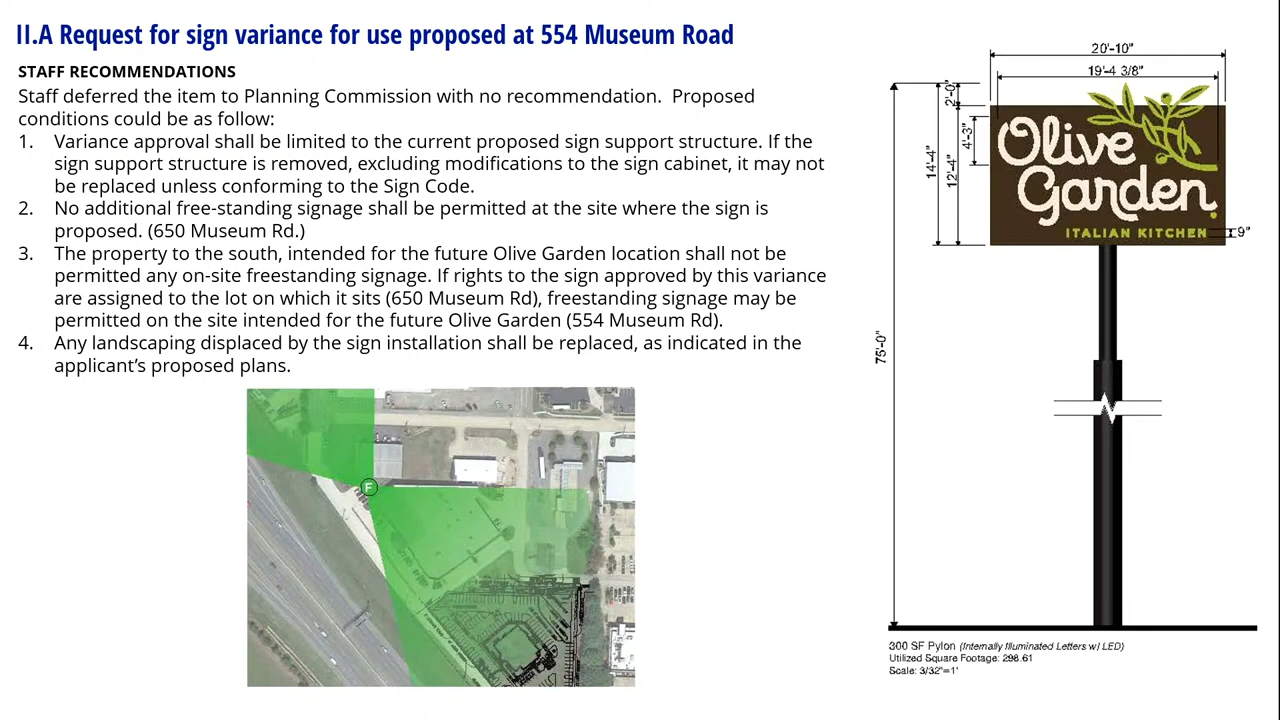 II.A Request for sign variance for use proposed at 554 Museum Road
STAFF RECOMMENDATIONS
Staff deferred the item to Planning Commission with no recommendation.  Proposed
conditions could be as follow:
1. Variance approval shall be limited to the current proposed sign support structure. If the
sign support structure is removed, excluding modifications to the sign cabinet, it may not
be replaced unless conforming to the Sign Code.
2. No additional free-standing signage shall be permitted at the site where the sign is
proposed. (650 Museum Rd.)
3. The property to the south, intended for the future Olive Garden location shall not be
permitted any on-site freestanding signage. If rights to the sign approved by this variance
are assigned to the lot on which it sits (650 Museum Rd), freestanding signage may be
permitted on the site intended for the future Olive Garden (554 Museum Rd).
4. Any landscaping displaced by the sign installation shall be replaced, as indicated in the
applicant's proposed plans.
F
20'-10"
19'-4 3/8"
2'-0"
4'-3"
14'-4"
12'-4"
Olive
Garden
ITALIAN KITCHEN
9"
75'-0"
300 SF Pylon (Internally Illuminated Letters w/ LED)
Utilized Square Footage: 298.61
Scale: 3/32"=1'